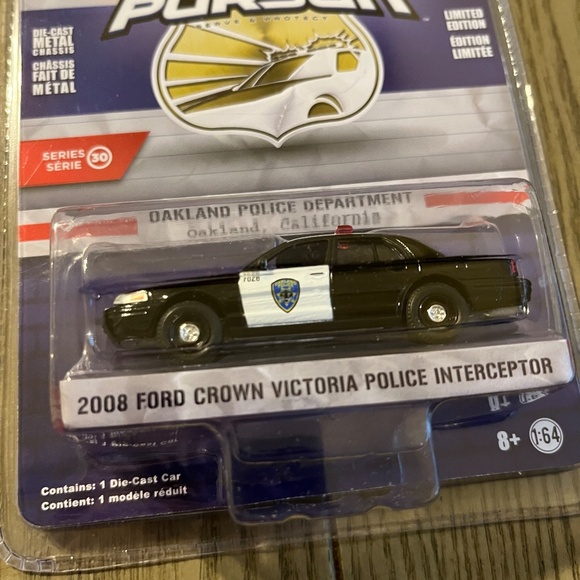 PURSUIT
SERVE & PROTECT
DIE-CAST
METAL
CHASSIS
CHÂSSIS
FAIT DE
MÉTAL
LIMITED
EDITION
ÉDITION
LIMITÉE
SERIES
SÉRIE 30
OAKLAND POLICE DEPARTMENT
Oakland, California
2008 FORD CROWN VICTORIA POLICE INTERCEPTOR
8+ 1:64
Contains: 1 Die-Cast Car
Contient: 1 modèle réduit